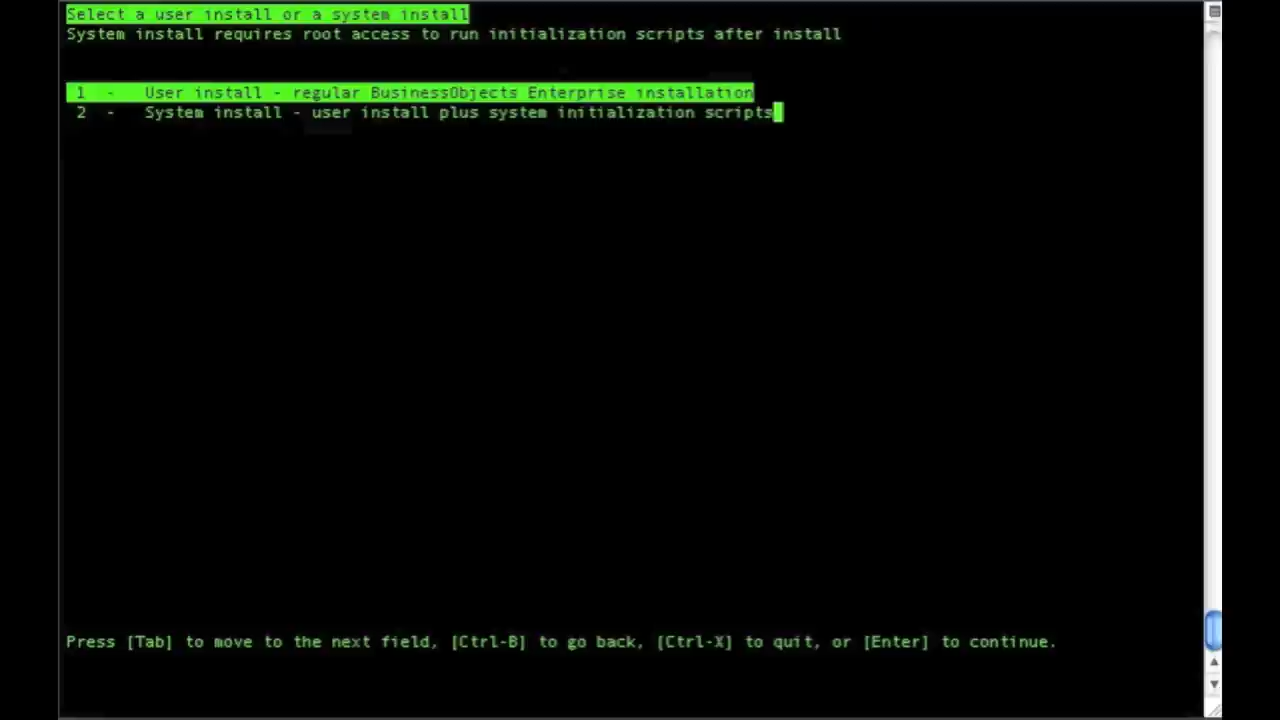 Select a user install or a system install
System install requires root access to run initialization scripts after install
1 - User install - regular BusinessObjects Enterprise installation
2 - System install - user install plus system initialization scripts
Press [Tab] to move to the next field, [Ctrl-B] to go back, [Ctrl-X] to quit, or [Enter] to continue.